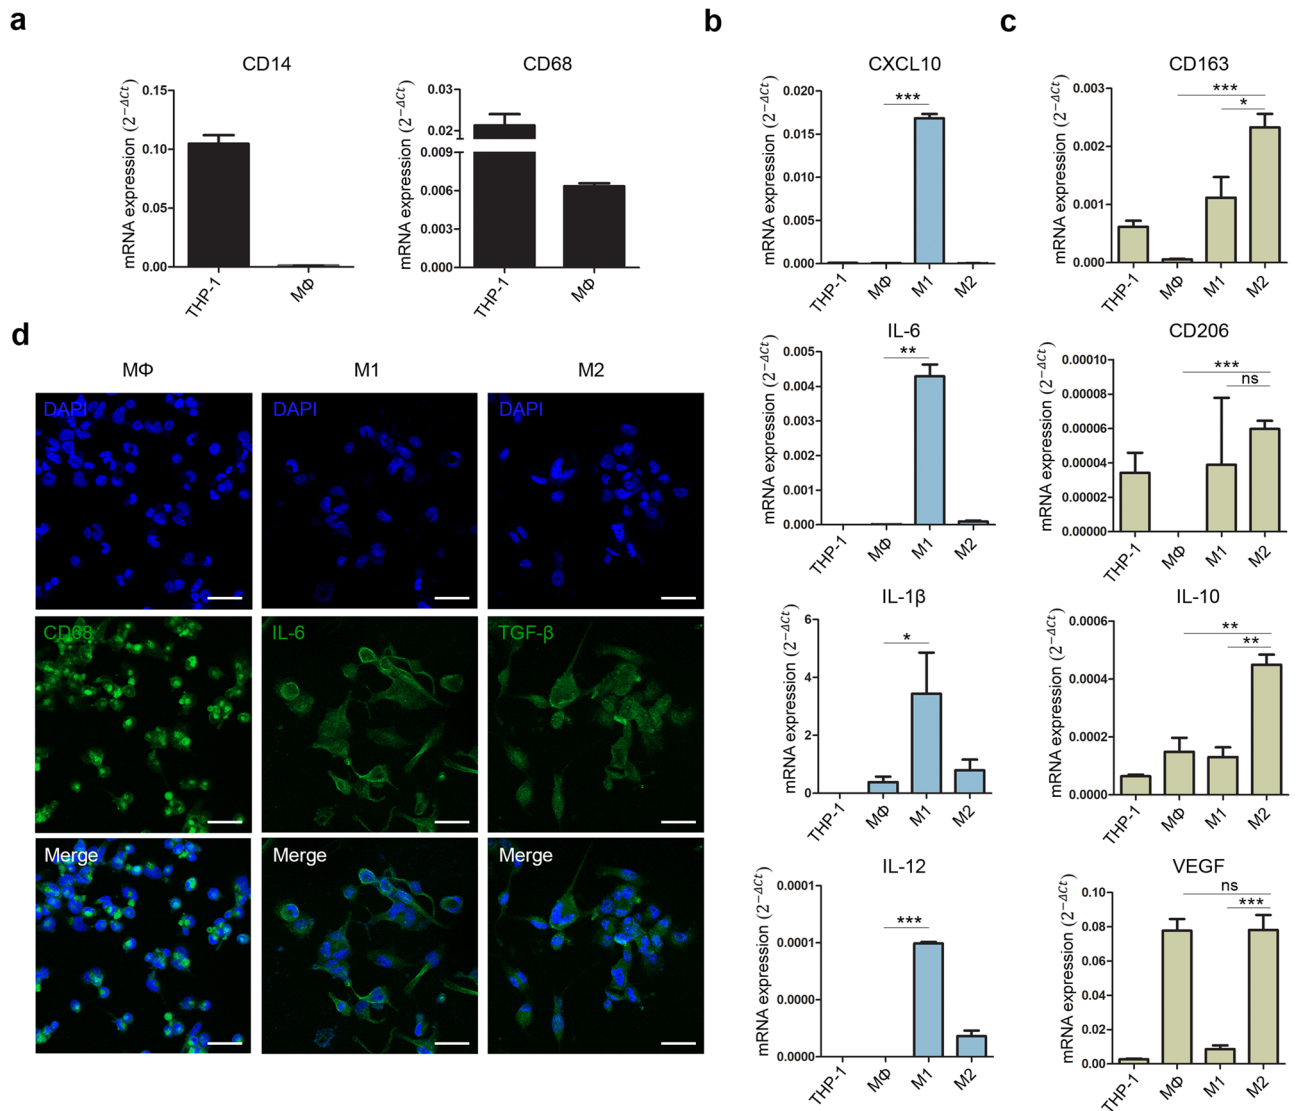 a
CD14
mRNA expression (2^−ΔCt)
0.15
0.10
0.05
0.00
THP-1
MΦ
CD68
mRNA expression (2^−ΔCt)
0.03
0.02
0.009
0.006
0.003
0.000
THP-1
MΦ
b
CXCL10
mRNA expression (2^−ΔCt)
0.020
0.015
0.010
0.005
0.000
***
THP-1
MΦ
M1
M2
IL-6
mRNA expression (2^−ΔCt)
0.005
0.004
0.003
0.002
0.001
0.000
**
THP-1
MΦ
M1
M2
IL-1β
mRNA expression (2^−ΔCt)
6
4
2
0
*
THP-1
MΦ
M1
M2
IL-12
mRNA expression (2^−ΔCt)
0.0001
0.0001
0.0000
0.0000
***
THP-1
MΦ
M1
M2
c
CD163
mRNA expression (2^−ΔCt)
0.003
0.002
0.001
0.000
***
*
THP-1
MΦ
M1
M2
CD206
mRNA expression (2^−ΔCt)
0.00010
0.00008
0.00006
0.00004
0.00002
0.00000
***
ns
THP-1
MΦ
M1
M2
IL-10
mRNA expression (2^−ΔCt)
0.0006
0.0004
0.0002
0.0000
**
**
THP-1
MΦ
M1
M2
VEGF
mRNA expression (2^−ΔCt)
0.10
0.08
0.06
0.04
0.02
0.00
ns
***
THP-1
MΦ
M1
M2
d
MΦ
M1
M2
DAPI
DAPI
DAPI
CD68
IL-6
TGF-β
Merge
Merge
Merge